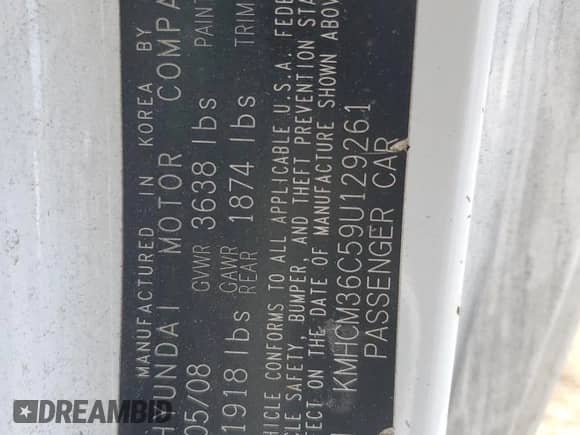 MANUFACTURED IN KOREA BY
HYUNDAI MOTOR COMPA
05/08 GVWR 3638 lbs PAINT
1918 lbs GAWR REAR 1874 lbs TRIM
HICLE CONFORMS TO ALL APPLICABLE U.S.A. FEDE
CLE SAFETY, BUMPER, AND THEFT PREVENTION STA
FECT ON THE DATE OF MANUFACTURE SHOWN ABOV
KMHCM36C59U129261
PASSENGER CAR
DREAMBID